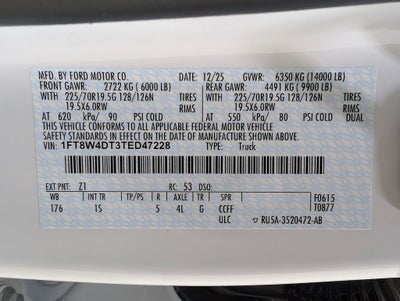 MFD. BY FORD MOTOR CO. 12/25 GVWR: 6350 KG (14000 LB)
FRONT GAWR: 2722 KG ( 6000 LB) REAR GAWR: 4491 KG ( 9900 LB)
WITH 225/70R19.5G 128/126N TIRES WITH 225/70R19.5G 128/126N TIRES
19.5X6.0RW RIMS 19.5X6.0RW RIMS
AT 620 kPa/ 90 PSI COLD AT 550 kPa/ 80 PSI COLD DUAL
THIS VEHICLE CONFORMS TO ALL APPLICABLE FEDERAL MOTOR VEHICLE
SAFETY STANDARDS IN EFFECT ON THE DATE OF MANUFACTURE SHOWN ABOVE.
VIN: 1FT8W4DT3TED47228 TYPE: Truck
EXT PNT: Z1 RC: 53 DSO:
WB INT TR TP/PS R AXLE TR SPR F0615
176 1S 5 4L G CCFF T0877
ULC RU5A-3520472-AB